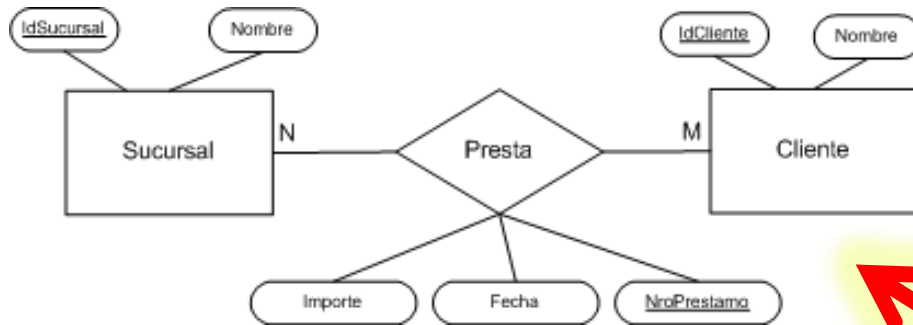 IdSucursal
Nombre
IdCliente
Nombre
Sucursal
N
Presta
M
Cliente
Importe
Fecha
NroPrestamo